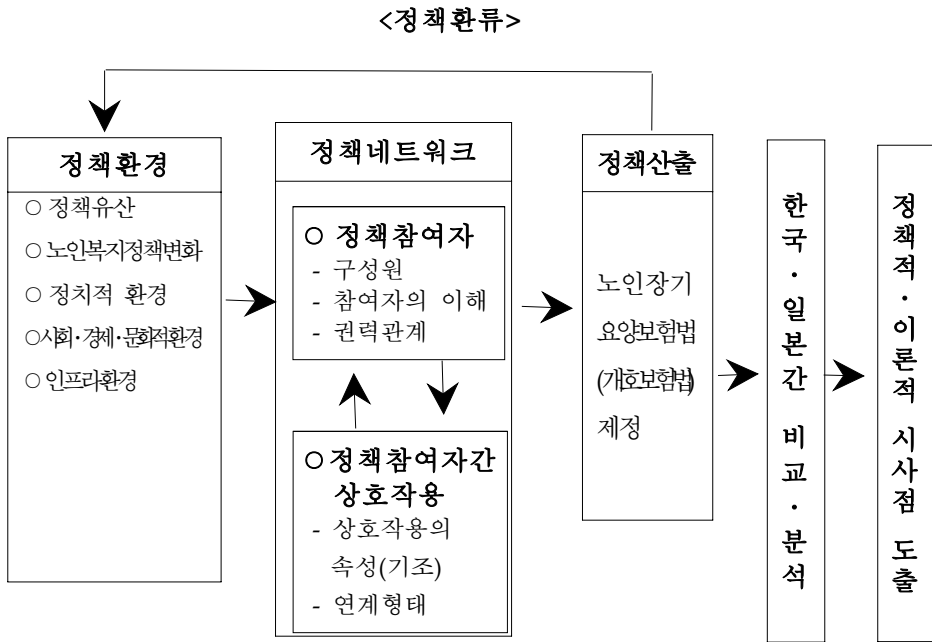 <정책환류>
정책환경
○ 정책유산
○ 노인복지정책변화
○ 정치적 환경
○사회·경제·문화적환경
○ 인프라환경
정책네트워크
○ 정책참여자
- 구성원
- 참여자의 이해
- 권력관계
○ 정책참여자간
상호작용
- 상호작용의
속성(기조)
- 연계형태
정책산출
노인장기
요양보험법
(개호보험법)
제정
한국·일본간 비교·분석
정책적·이론적 시사점 도출